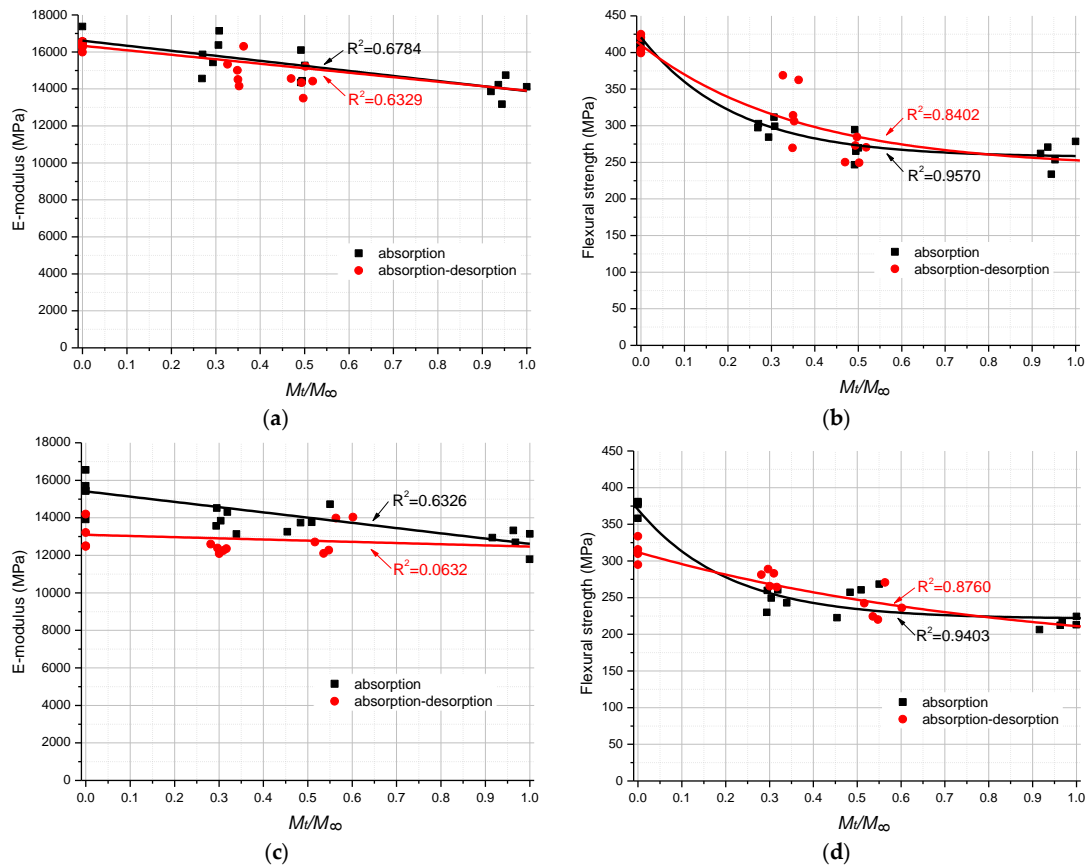 18000
16000
14000
12000
10000
8000
6000
4000
2000
0
E-modulus (MPa)
R²=0.6784
R²=0.6329
absorption
absorption-desorption
0.0 0.1 0.2 0.3 0.4 0.5 0.6 0.7 0.8 0.9 1.0
Mt/M∞
(a)
450
400
350
300
250
200
150
100
50
0
Flexural strength (MPa)
R²=0.8402
R²=0.9570
absorption
absorption-desorption
0.0 0.1 0.2 0.3 0.4 0.5 0.6 0.7 0.8 0.9 1.0
Mt/M∞
(b)
18000
16000
14000
12000
10000
8000
6000
4000
2000
0
E-modulus (MPa)
R²=0.6326
R²=0.0632
absorption
absorption-desorption
0.0 0.1 0.2 0.3 0.4 0.5 0.6 0.7 0.8 0.9 1.0
Mt/M∞
(c)
450
400
350
300
250
200
150
100
50
0
Flexural strength (MPa)
R²=0.8760
R²=0.9403
absorption
absorption-desorption
0.0 0.1 0.2 0.3 0.4 0.5 0.6 0.7 0.8 0.9 1.0
Mt/M∞
(d)